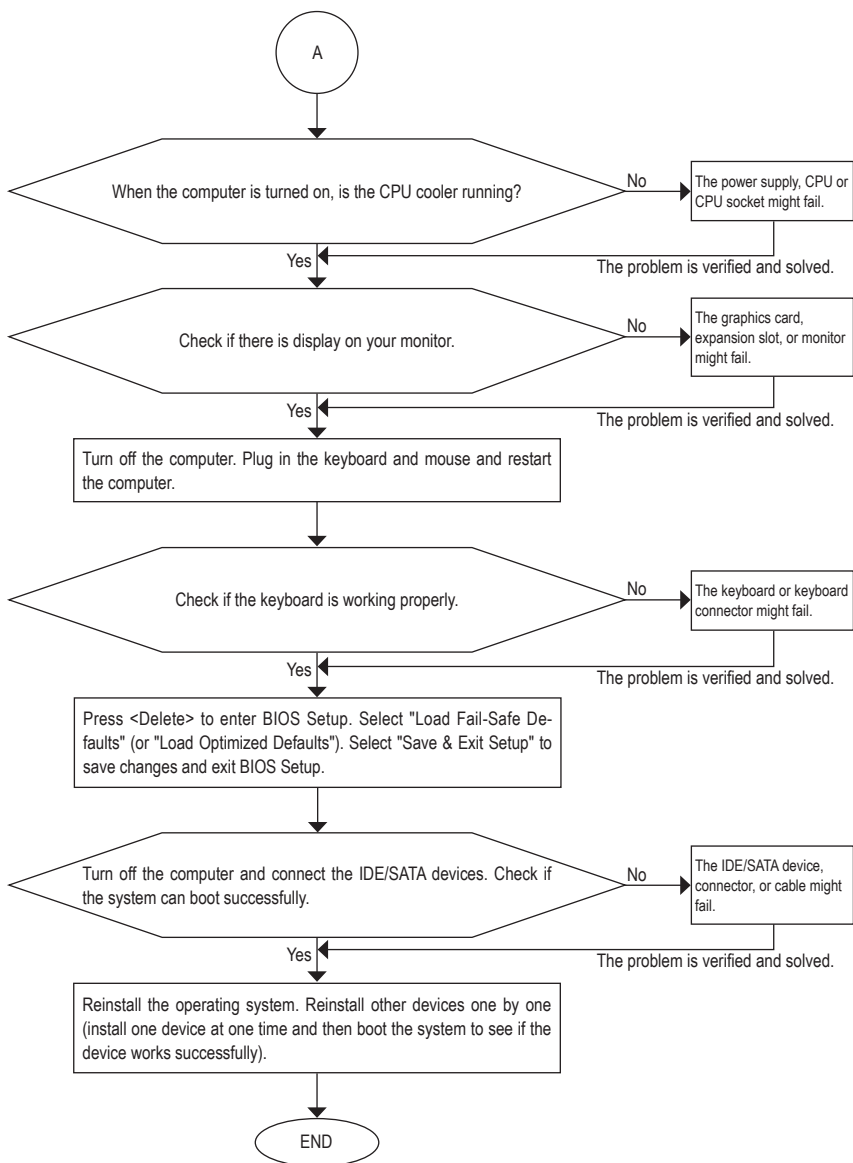 A
When the computer is turned on, is the CPU cooler running?
No
The power supply, CPU or
CPU socket might fail.
Yes
The problem is verified and solved.
Check if there is display on your monitor.
No
The graphics card,
expansion slot, or monitor
might fail.
Yes
The problem is verified and solved.
Turn off the computer. Plug in the keyboard and mouse and restart
the computer.
Check if the keyboard is working properly.
No
The keyboard or keyboard
connector might fail.
Yes
The problem is verified and solved.
Press <Delete> to enter BIOS Setup. Select "Load Fail-Safe De-
faults" (or "Load Optimized Defaults"). Select "Save & Exit Setup" to
save changes and exit BIOS Setup.
Turn off the computer and connect the IDE/SATA devices. Check if
the system can boot successfully.
No
The IDE/SATA device,
connector, or cable might
fail.
Yes
The problem is verified and solved.
Reinstall the operating system. Reinstall other devices one by one
(install one device at one time and then boot the system to see if the
device works successfully).
END